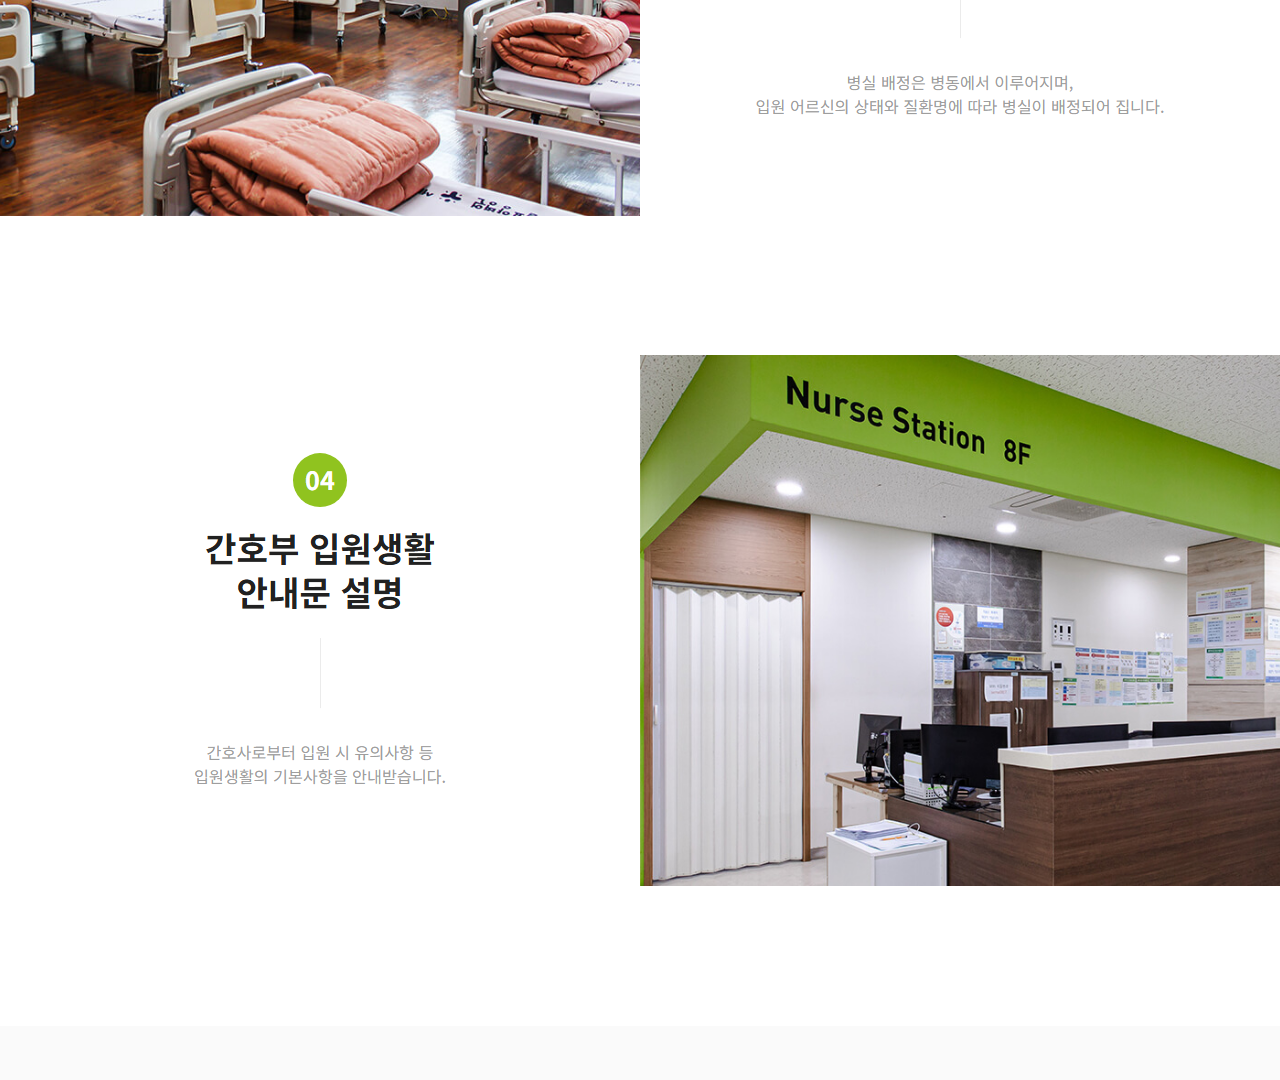 병실 배정은 병동에서 이루어지며,
입원 어르신의 상태와 질환명에 따라 병실이 배정되어 집니다.
Nurse Station 8F
04
간호부 입원생활
안내문 설명
간호사로부터 입원 시 유의사항 등
입원생활의 기본사항을 안내받습니다.